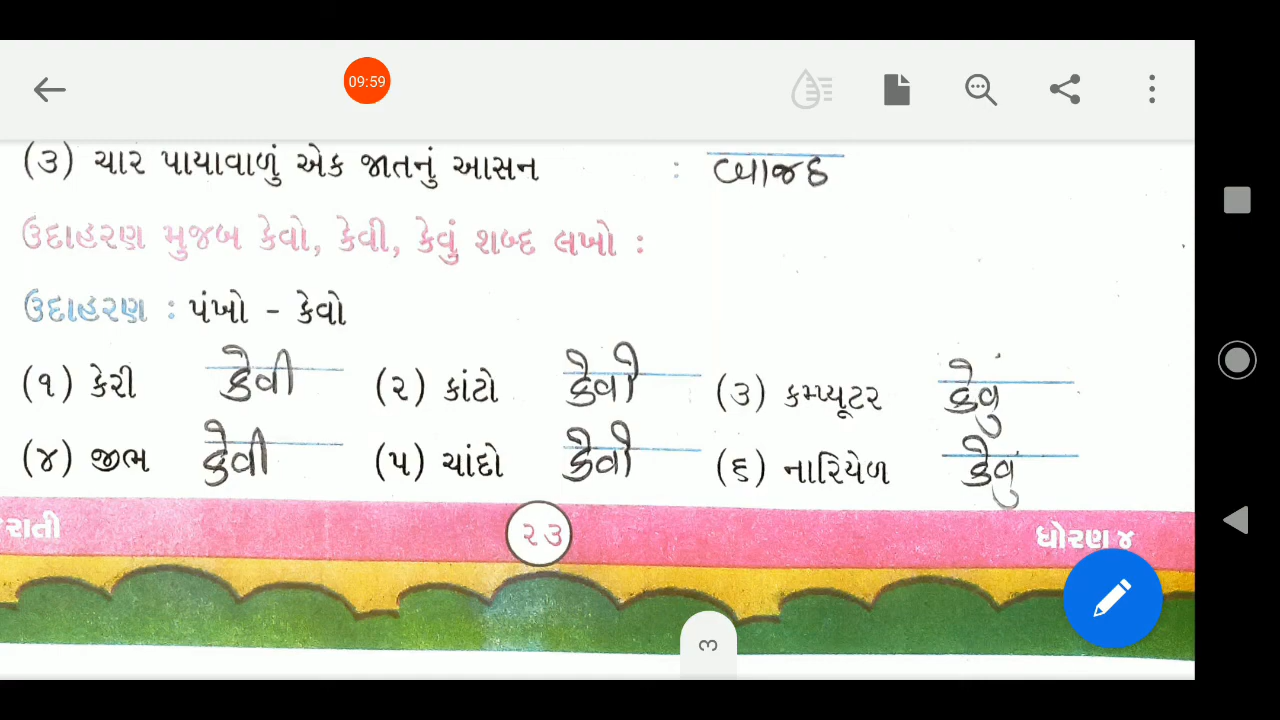 09:59
(૩) ચાર પાયાવાળું એક જાતનું આસન : બાજઠ
ઉદાહરણ મુજબ કેવો, કેવી, કેવું શબ્દ લખો :
ઉદાહરણ : પંખો - કેવો
(૧) કેરી કેવી (૨) કાંટો કેવો (૩) કમ્પ્યૂટર કેવું
(૪) જીભ કેવી (૫) ચાંદો કેવો (૬) નારિયેળ કેવું
રાતી ૨૩ ધોરણ ૪
3